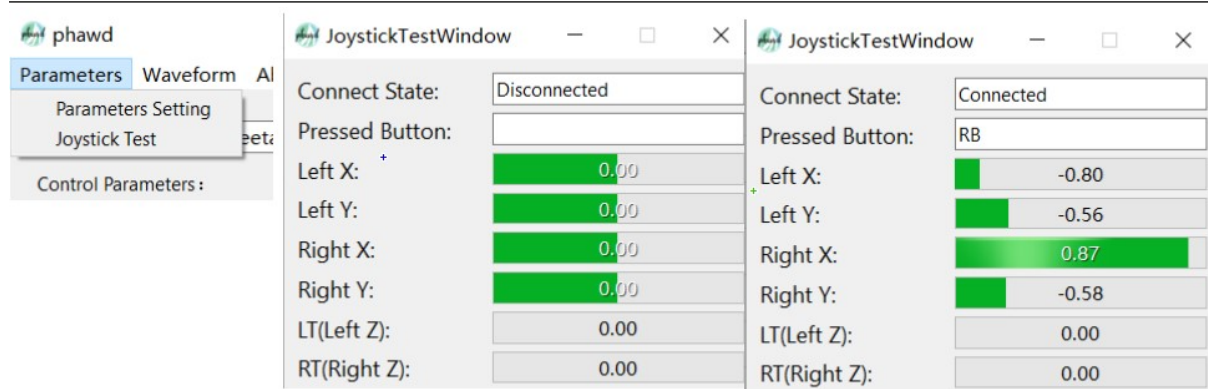 phawd
Parameters Waveform Al
Parameters Setting
Joystick Test
eeta
Control Parameters:
JoystickTestWindow
Connect State: Disconnected
Pressed Button:
Left X: 0.00
Left Y: 0.00
Right X: 0.00
Right Y: 0.00
LT(Left Z): 0.00
RT(Right Z): 0.00
JoystickTestWindow
Connect State: Connected
Pressed Button: RB
Left X: -0.80
Left Y: -0.56
Right X: 0.87
Right Y: -0.58
LT(Left Z): 0.00
RT(Right Z): 0.00